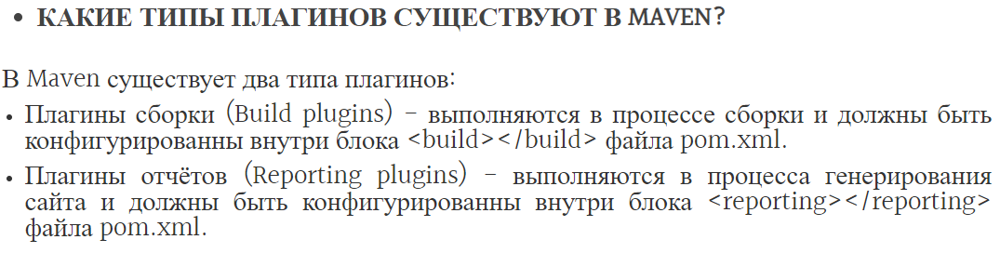 • КАКИЕ ТИПЫ ПЛАГИНОВ СУЩЕСТВУЮТ В MAVEN?
В Maven существует два типа плагинов:
• Плагины сборки (Build plugins) – выполняются в процессе сборки и должны быть
конфигурированны внутри блока <build></build> файла pom.xml.
• Плагины отчётов (Reporting plugins) – выполняются в процесса генерирования
сайта и должны быть конфигурированны внутри блока <reporting></reporting>
файла pom.xml.